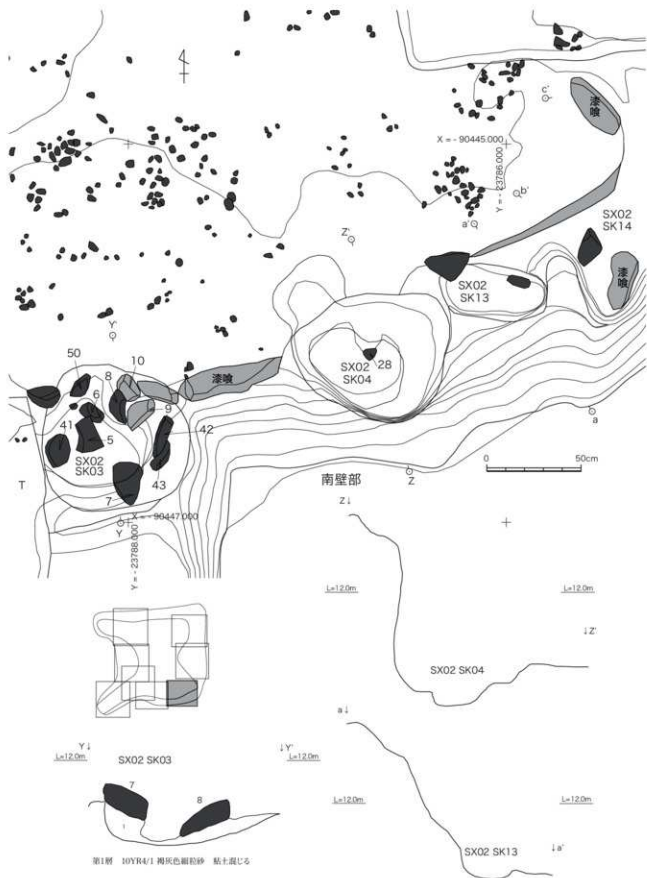 c'
漆喰
X = - 90445.000
Y = - 23786.000
b'
a'
SX02
SK14
Z'
SX02
SK13
漆喰
Y'
50
8
10
6
漆喰
SX02
SK04
28
9
42
41
5
a
SX02
SK03
0
50cm
T
43
7
南壁部
Z
Y
X = - 90447.000
Y = - 23788.000
Z↓
L=12.0m
L=12.0m
↓Z'
SX02 SK04
a↓
Y↓
SX02 SK03
↓Y'
L=12.0m
L=12.0m
7
8
L=12.0m
L=12.0m
SX02 SK13
↓a'
第1層 10YR4/1 褐灰色細粒砂 粘土混じる